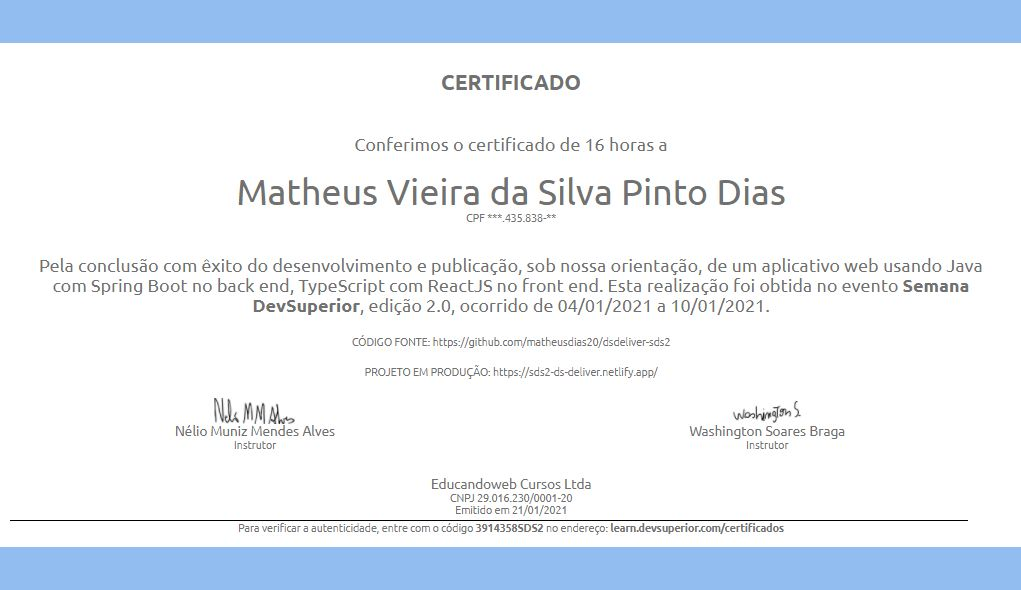 CERTIFICADO
Conferimos o certificado de 16 horas a
Matheus Vieira da Silva Pinto Dias
CPF ***.435.838-**
Pela conclusão com êxito do desenvolvimento e publicação, sob nossa orientação, de um aplicativo web usando Java
com Spring Boot no back end, TypeScript com ReactJS no front end. Esta realização foi obtida no evento Semana
DevSuperior, edição 2.0, ocorrido de 04/01/2021 a 10/01/2021.
CÓDIGO FONTE: https://github.com/matheusdias20/dsdeliver-sds2
PROJETO EM PRODUÇÃO: https://sds2-ds-deliver.netlify.app/
Nelio M M Alves
Washington S.
Nélio Muniz Mendes Alves
Washington Soares Braga
Instrutor
Instrutor
Educandoweb Cursos Ltda
CNPJ 29.016.230/0001-20
Emitido em 21/01/2021
Para verificar a autenticidade, entre com o código 3914358SDS2 no endereço: learn.devsuperior.com/certificados